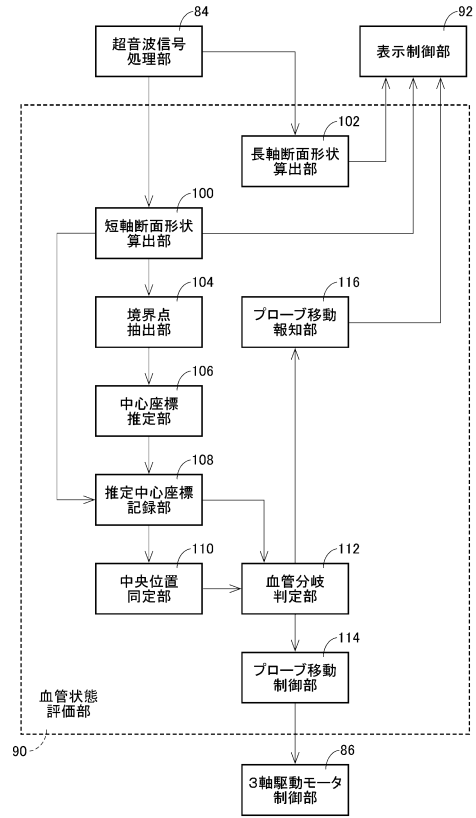 84
超音波信号
処理部
92
表示制御部
102
長軸断面形状
算出部
100
短軸断面形状
算出部
104
境界点
抽出部
116
プローブ移動
報知部
106
中心座標
推定部
108
推定中心座標
記録部
110
中央位置
同定部
112
血管分岐
判定部
114
プローブ移動
制御部
血管状態
評価部
90
86
3軸駆動モータ
制御部